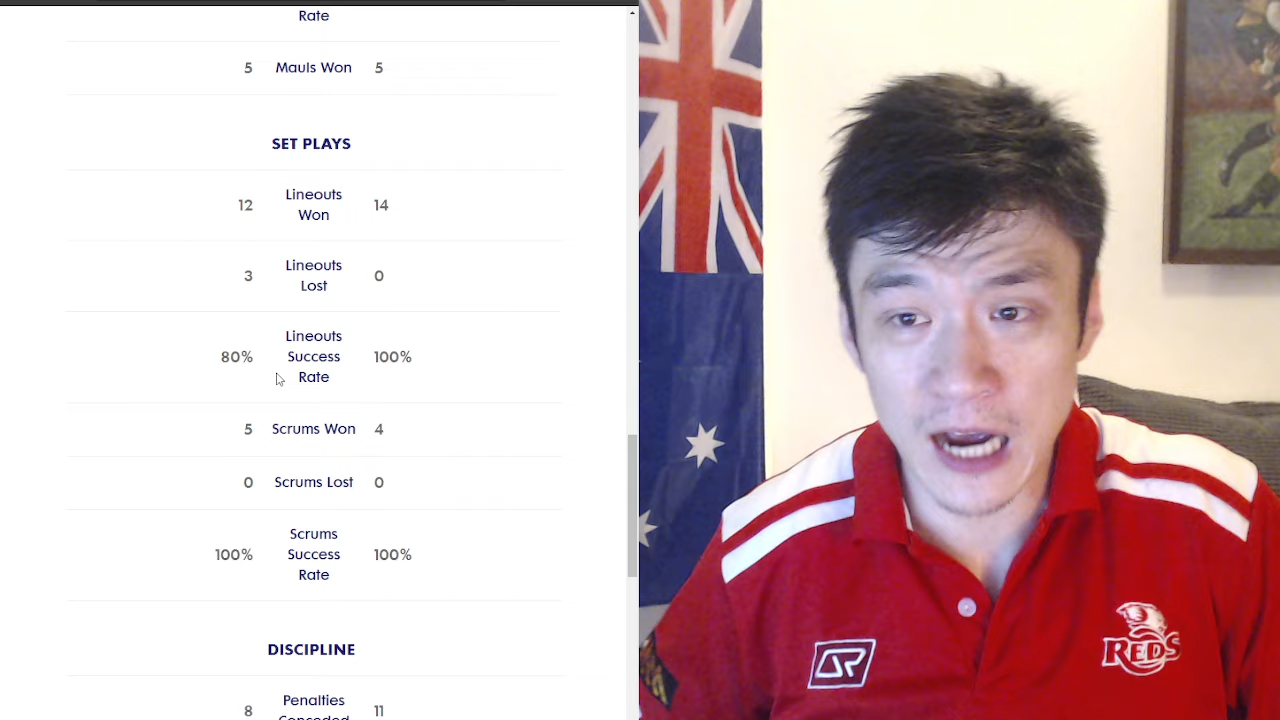 Rate
5 Mauls Won 5
SET PLAYS
12 Lineouts Won 14
3 Lineouts Lost 0
80% Lineouts Success Rate 100%
5 Scrums Won 4
0 Scrums Lost 0
100% Scrums Success Rate 100%
DISCIPLINE
8 Penalties Conceded 11
REDS